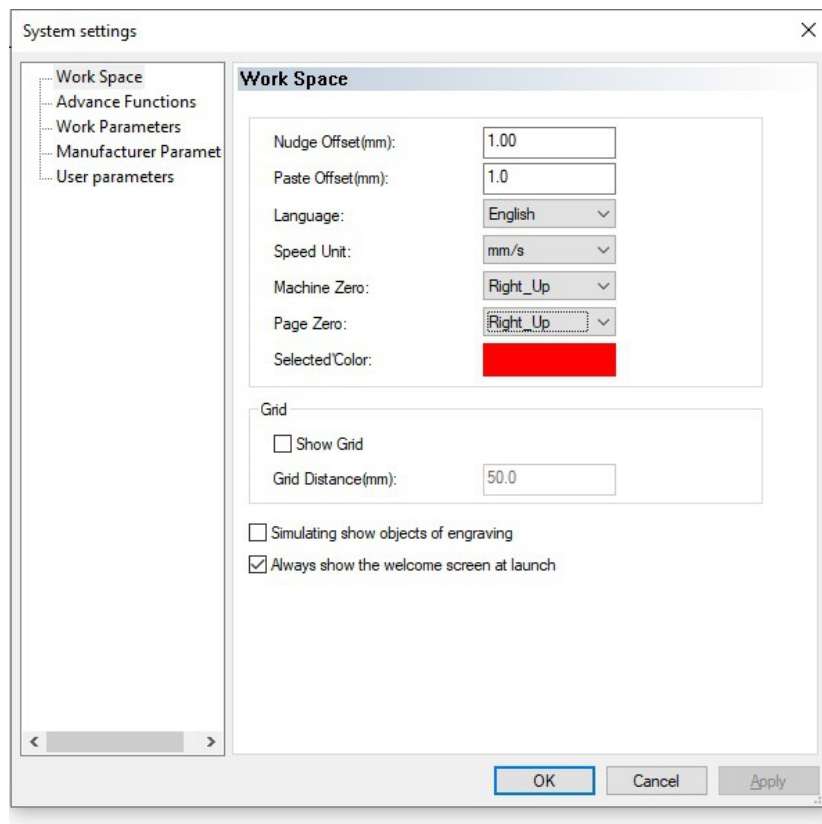 System settings
Work Space
Advance Functions
Work Parameters
Manufacturer Paramet
User parameters
Work Space
Nudge Offset(mm): 1.00
Paste Offset(mm): 1.0
Language: English
Speed Unit: mm/s
Machine Zero: Right_Up
Page Zero: Right_Up
Selected'Color:
Grid
Show Grid
Grid Distance(mm): 50.0
Simulating show objects of engraving
Always show the welcome screen at launch
OK Cancel Apply